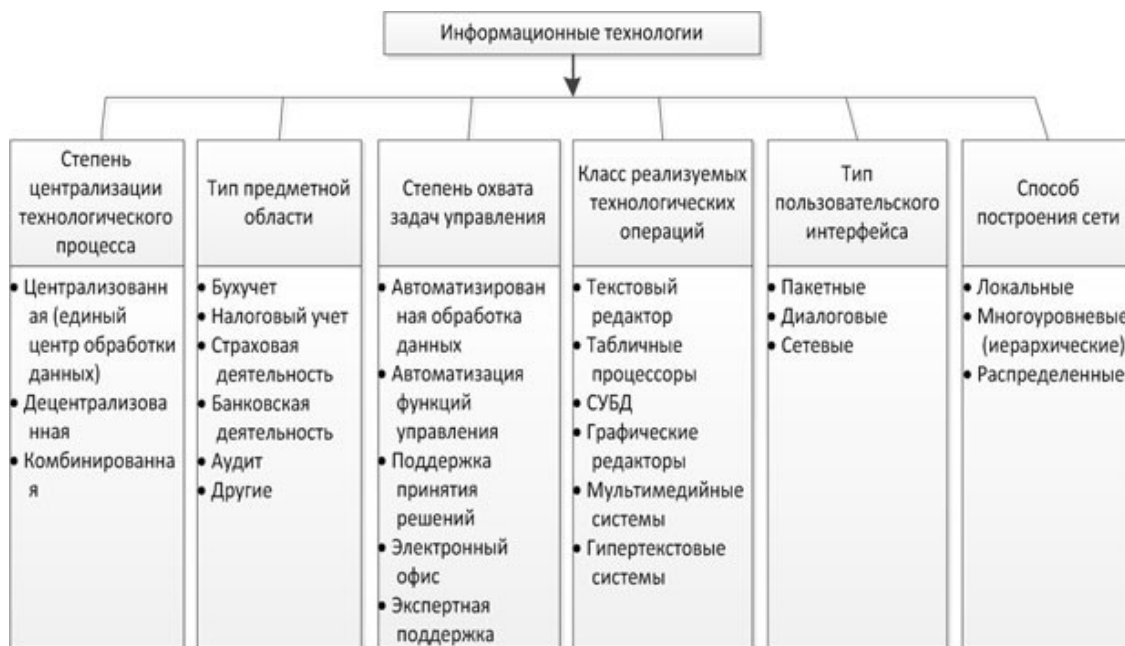 Информационные технологии
Степень
централизации
технологического
процесса
• Централизованн
ая (единый
центр обработки
данных)
• Децентрализова
нная
• Комбинированна
я
Тип предметной
области
• Бухучет
• Налоговый учет
• Страховая
деятельность
• Банковская
деятельность
• Аудит
• Другие
Степень охвата
задач управления
• Автоматизирован
ная обработка
данных
• Автоматизация
функций
управления
• Поддержка
принятия
решений
• Электронный
офис
• Экспертная
поддержка
Класс реализуемых
технологических
операций
• Текстовый
редактор
• Табличные
процессоры
• СУБД
• Графические
редакторы
• Мультимедийные
системы
• Гипертекстовые
системы
Тип
пользовательского
интерфейса
• Пакетные
• Диалоговые
• Сетевые
Способ
построения сети
• Локальные
• Многоуровневые
(иерархические)
• Распределенные